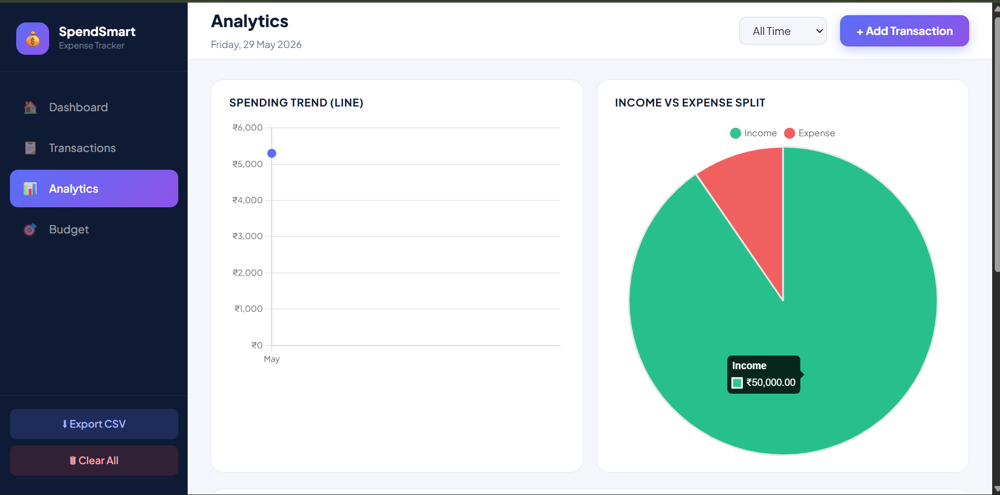 SpendSmart
Expense Tracker
Dashboard
Transactions
Analytics
Budget
Export CSV
Clear All
Analytics
Friday, 29 May 2026
All Time
+ Add Transaction
SPENDING TREND (LINE)
₹6,000
₹5,000
₹4,000
₹3,000
₹2,000
₹1,000
₹0
May
INCOME VS EXPENSE SPLIT
Income
Expense
Income
₹50,000.00